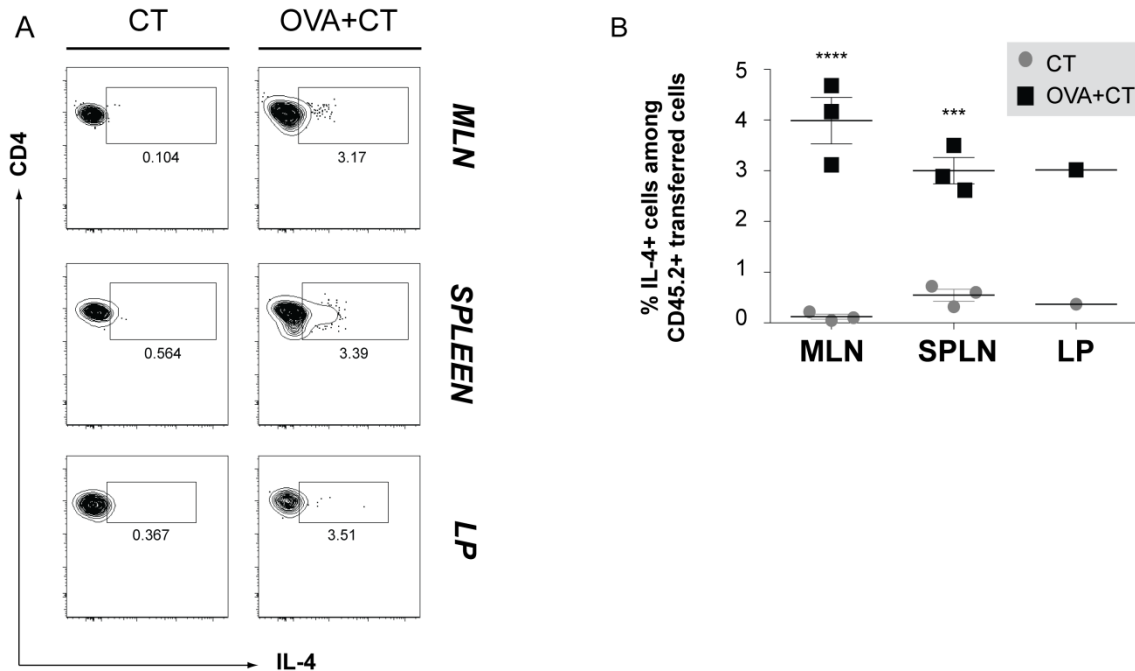 A
CT
OVA+CT
CD4
0.104
3.17
MLN
0.564
3.39
SPLEEN
0.367
3.51
LP
IL-4
B
CT
OVA+CT
% IL-4+ cells among
CD45.2+ transferred cells
5
4
3
2
1
0
****
***
MLN
SPLN
LP